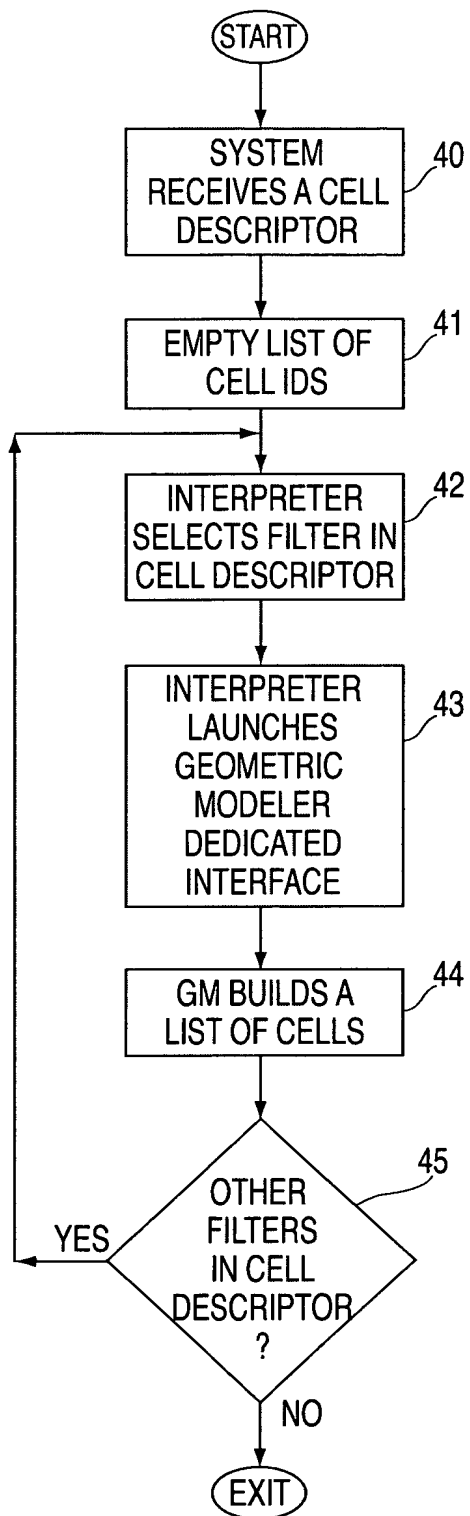 START
SYSTEM
RECEIVES A CELL
DESCRIPTOR
40
EMPTY LIST OF
CELL IDS
41
INTERPRETER
SELECTS FILTER IN
CELL DESCRIPTOR
42
INTERPRETER
LAUNCHES
GEOMETRIC
MODELER
DEDICATED
INTERFACE
43
GM BUILDS A
LIST OF CELLS
44
OTHER
FILTERS
IN CELL
DESCRIPTOR
?
45
YES
NO
EXIT